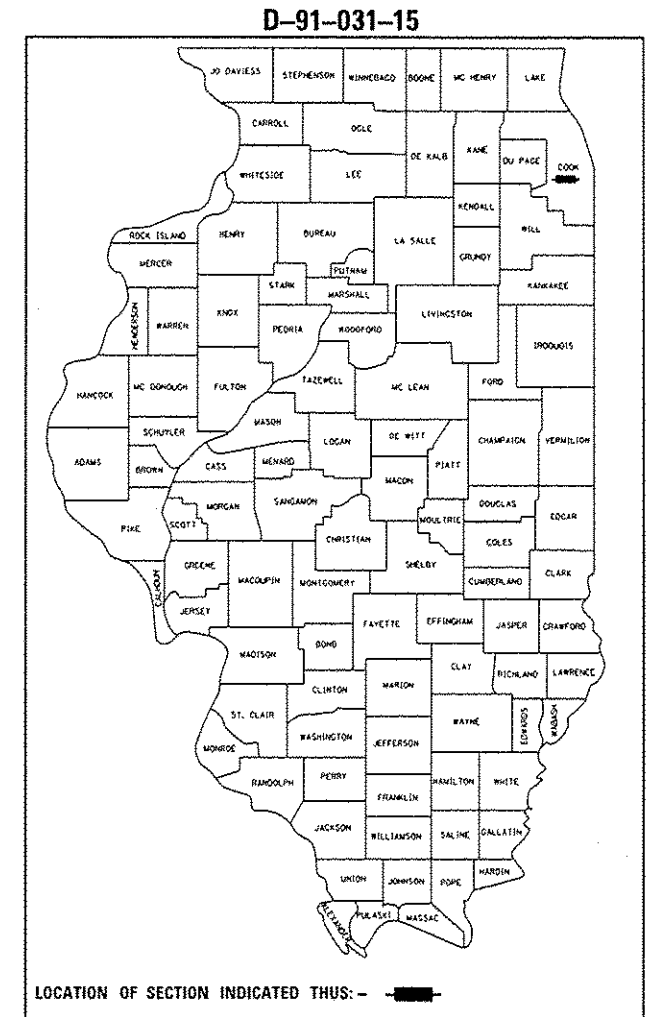 D-91-031-15
JO DAVIESS STEPHENSON WINNEBAGO BOONE MC HENRY LAKE
CARROLL OGLE
DE KALB KANE DU PAGE COOK
WHITESIDE LEE
KENDALL
ROCK ISLAND HENRY BUREAU LA SALLE WILL
MERCER PUTNAM GRUNDY
STARK MARSHALL KANKAKEE
HENDERSON WARREN KNOX PEORIA WOODFORD LIVINGSTON
IROQUOIS
HANCOCK MC DONOUGH FULTON TAZEWELL MC LEAN FORD
MASON
SCHUYLER LOGAN DE WITT CHAMPAIGN VERMILION
ADAMS BROWN CASS MENARD PIATT
MACON
MORGAN SANGAMON DOUGLAS EDGAR
PIKE SCOTT CHRISTIAN MOULTRIE
COLES
GREENE SHELBY
CALHOUN MACOUPIN MONTGOMERY CUMBERLAND CLARK
JERSEY
FAYETTE EFFINGHAM JASPER CRAWFORD
MADISON BOND
CLAY RICHLAND LAWRENCE
CLINTON MARION
ST. CLAIR WAYNE EDWARDS WABASH
WASHINGTON JEFFERSON
MONROE
RANDOLPH PERRY HAMILTON WHITE
FRANKLIN
JACKSON WILLIAMSON SALINE GALLATIN
UNION JOHNSON POPE HARDIN
ALEXANDER PULASKI MASSAC
LOCATION OF SECTION INDICATED THUS: -